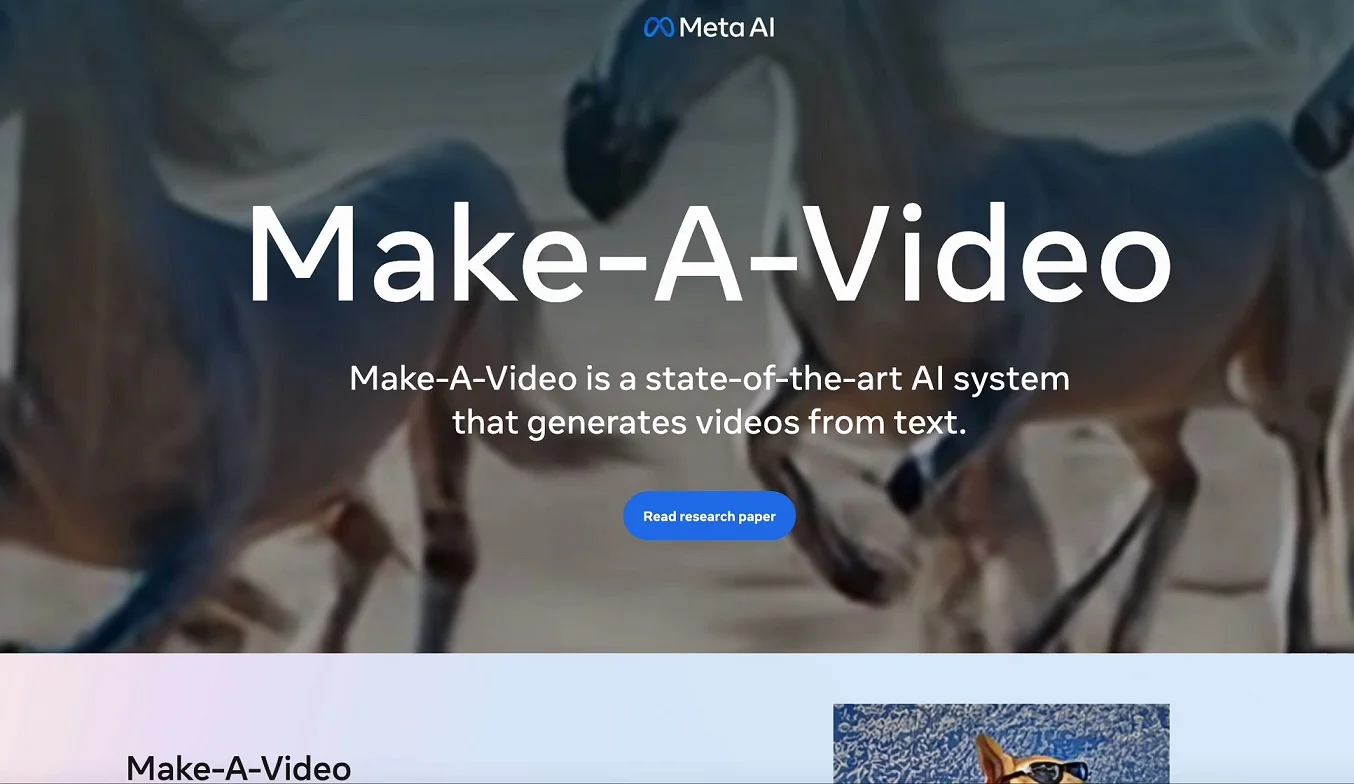 Meta AI
Make-A-Video
Make-A-Video is a state-of-the-art AI system
that generates videos from text.
Read research paper
Make-A-Video